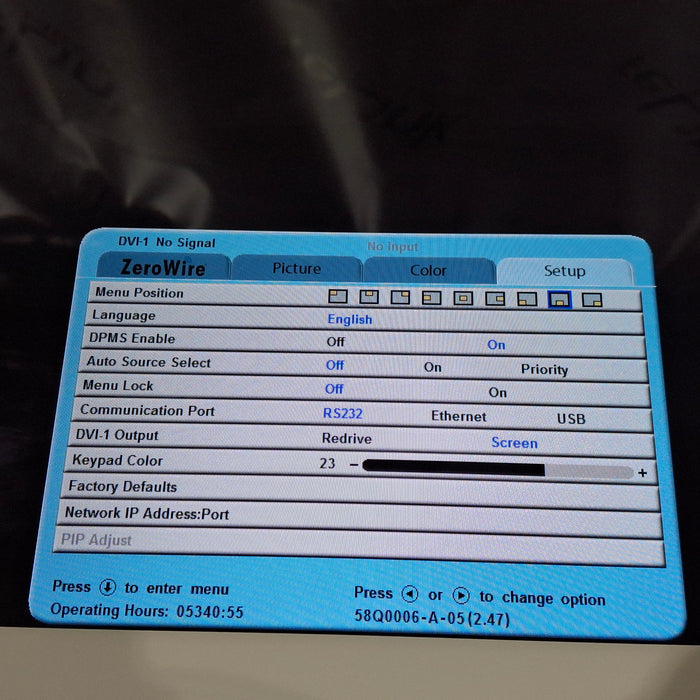 DVI-1 No Signal No Input
ZeroWire Picture Color Setup
Menu Position
Language English
DPMS Enable Off On
Auto Source Select Off On Priority
Menu Lock Off On
Communication Port RS232 Ethernet USB
DVI-1 Output Redrive Screen
Keypad Color 23 - +
Factory Defaults
Network IP Address:Port
PIP Adjust
Press to enter menu Press or to change option
Operating Hours: 05340:55 58Q0006-A-05(2.47)